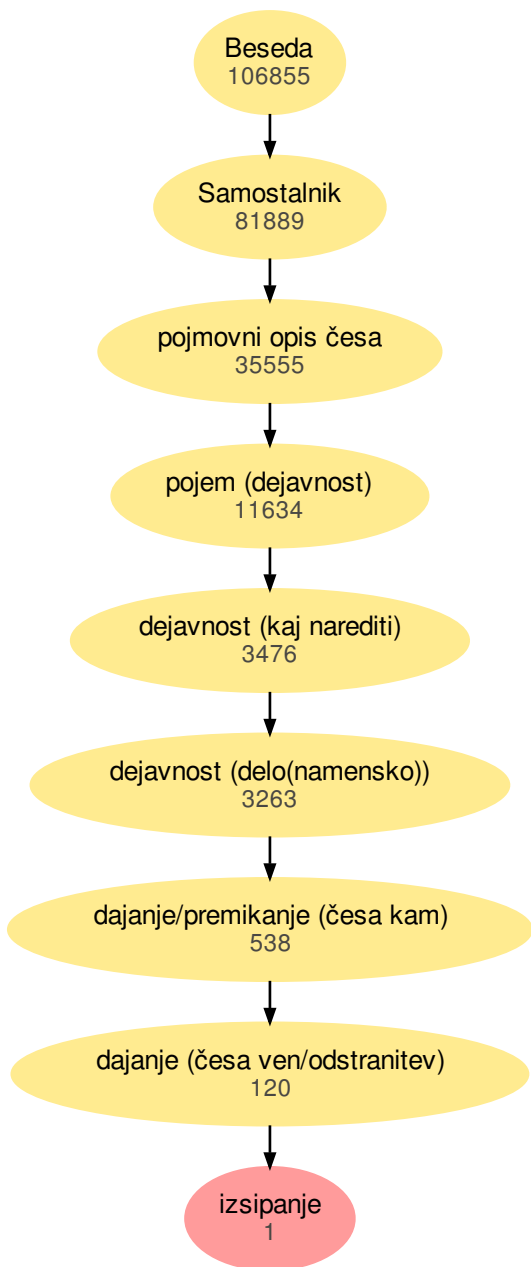 Beseda
106855
Samostalnik
81889
pojmovni opis česa
35555
pojem (dejavnost)
11634
dejavnost (kaj narediti)
3476
dejavnost (delo(namensko))
3263
dajanje/premikanje (česa kam)
538
dajanje (česa ven/odstranitev)
120
izsipanje
1